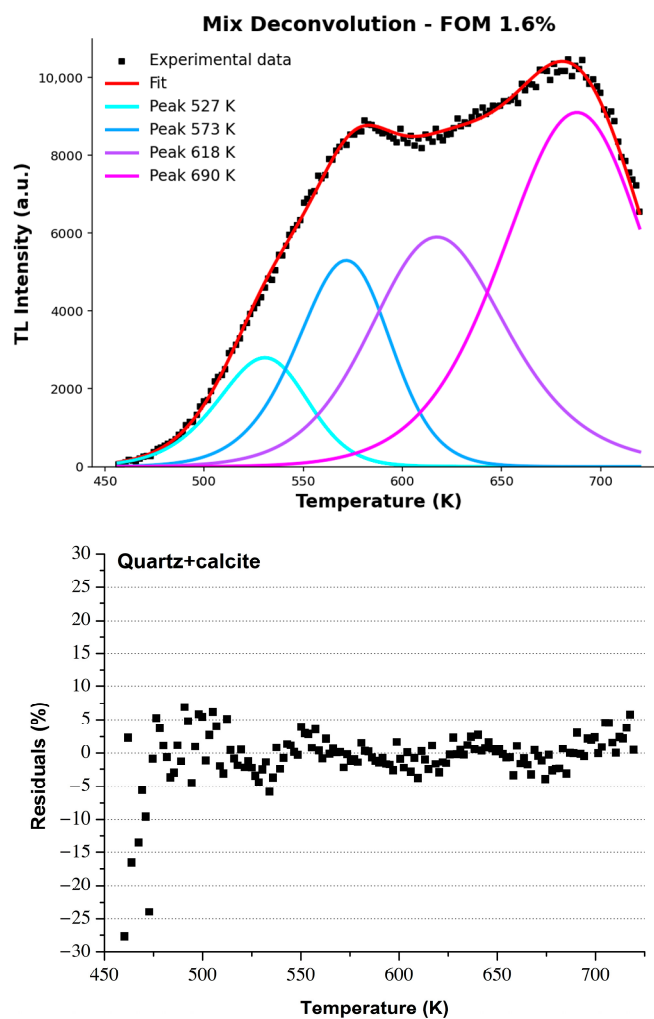 Mix Deconvolution - FOM 1.6%
Experimental data
Fit
Peak 527 K
Peak 573 K
Peak 618 K
Peak 690 K
TL Intensity (a.u.)
10,000
8000
6000
4000
2000
0
450 500 550 600 650 700
Temperature (K)
Quartz+calcite
Residuals (%)
30
25
20
15
10
5
0
−5
−10
−15
−20
−25
−30
450 500 550 600 650 700
Temperature (K)